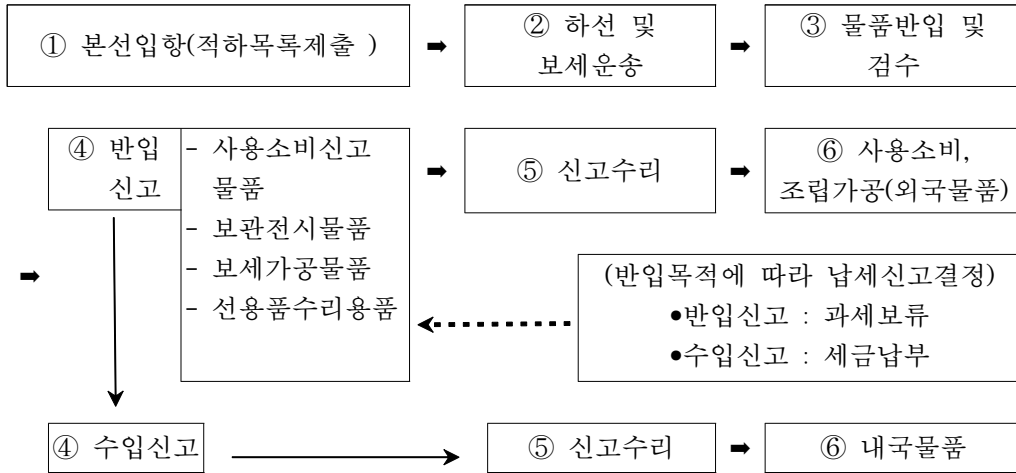 ① 본선입항(적하목록제출 )
➡
② 하선 및
보세운송
➡
③ 물품반입 및
검수
➡
④ 반입
신고
- 사용소비신고
물품
- 보관전시물품
- 보세가공물품
- 선용품수리용품
➡
⑤ 신고수리
➡
⑥ 사용소비,
조립가공(외국물품)
(반입목적에 따라 납세신고결정)
●반입신고 : 과세보류
●수입신고 : 세금납부
④ 수입신고
⑤ 신고수리
➡
⑥ 내국물품